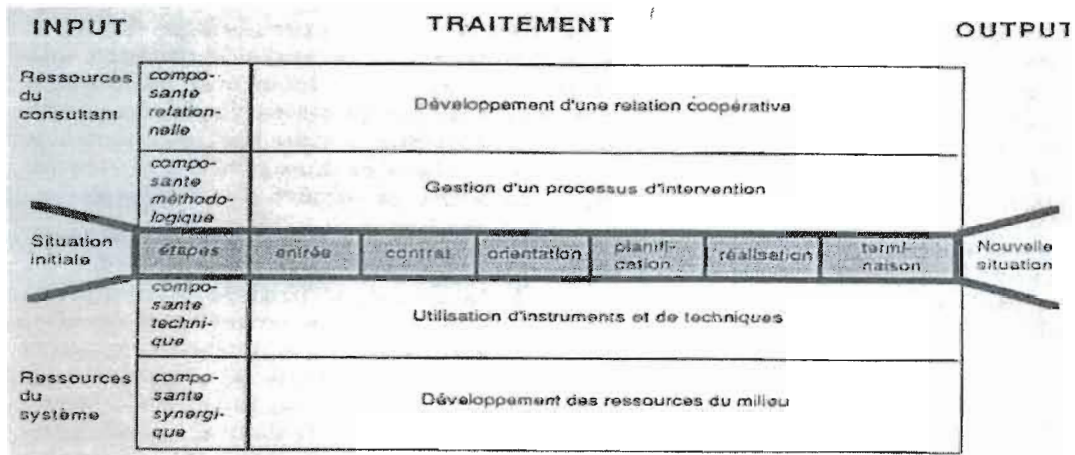 INPUT TRAITEMENT OUTPUT
Ressources
du
consultant
compo-
sante
relation-
nelle
Développement d'une relation coopérative
compo-
sante
méthodo-
logique
Gestion d'un processus d'intervention
Situation
initiale
étapes entrée contrat orientation planifi-
cation réalisation termi-
naison
Nouvelle
situation
compo-
sante
techni-
que
Utilisation d'instruments et de techniques
Ressources
du
système
compo-
sante
synergi-
que
Développement des ressources du milieu